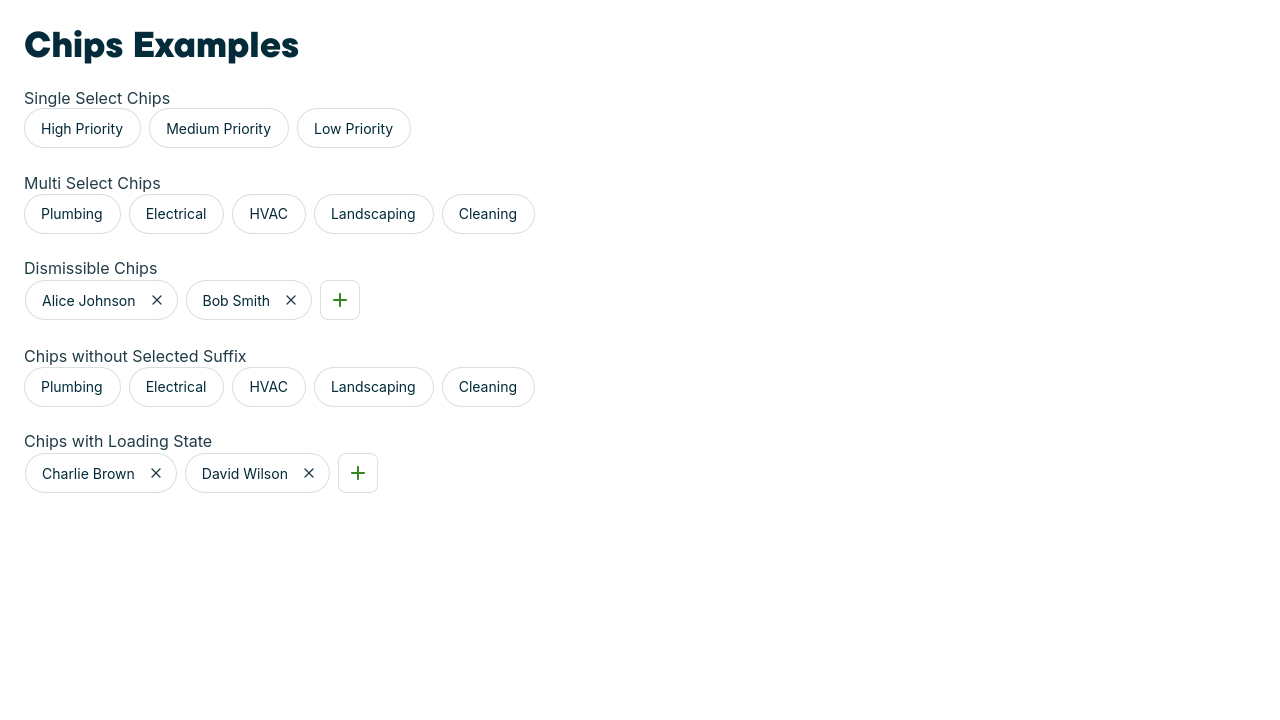 Chips Examples
Single Select Chips
High Priority Medium Priority Low Priority
Multi Select Chips
Plumbing Electrical HVAC Landscaping Cleaning
Dismissible Chips
Alice Johnson Bob Smith
Chips without Selected Suffix
Plumbing Electrical HVAC Landscaping Cleaning
Chips with Loading State
Charlie Brown David Wilson